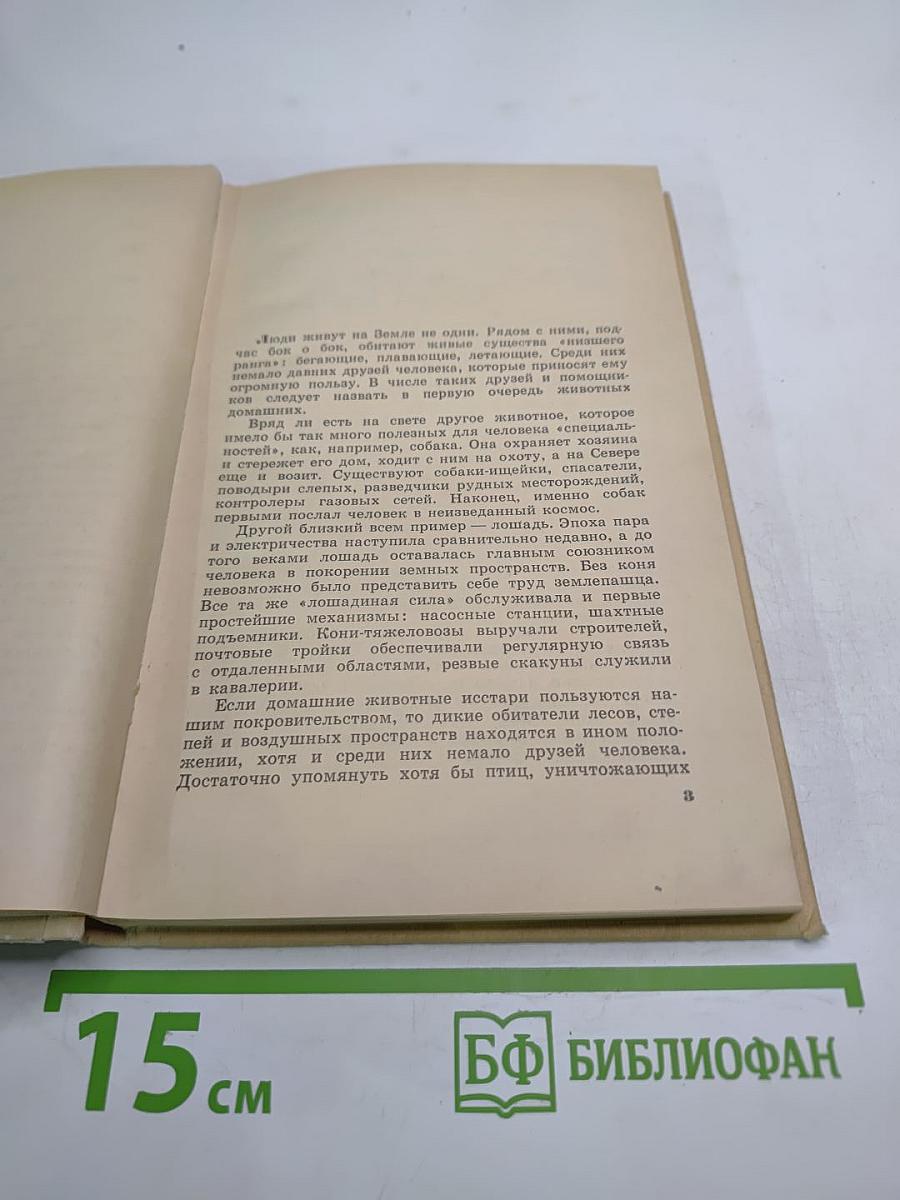 Люди живут на Земле не одни. Рядом с ними, под-
час бок о бок, обитают живые существа «низшего
ранга»: бегающие, плавающие, летающие. Среди них
немало давних друзей человека, которые приносят ему
огромную пользу. В числе таких друзей и помощни-
ков следует назвать в первую очередь животных
домашних.
Вряд ли есть на свете другое животное, которое
имело бы так много полезных для человека «специаль-
ностей», как, например, собака. Она охраняет хозяина
и стережет его дом, ходит с ним на охоту, а на Севере
еще и возит. Существуют собаки-ищейки, спасатели,
поводыри слепых, разведчики рудных месторождений,
контролеры газовых сетей. Наконец, именно собак
первыми послал человек в неизведанный космос.
Другой близкий всем пример — лошадь. Эпоха пара
и электричества наступила сравнительно недавно, а до
того веками лошадь оставалась главным союзником
человека в покорении земных пространств. Без коня
невозможно было представить себе труд землепашца.
Все та же «лошадиная сила» обслуживала и первые
простейшие механизмы: насосные станции, шахтные
подъемники. Кони-тяжеловозы выручали строителей,
почтовые тройки обеспечивали регулярную связь
с отдаленными областями, резвые скакуны служили
в кавалерии.
Если домашние животные исстари пользуются на-
шим покровительством, то дикие обитатели лесов, сте-
пей и воздушных пространств находятся в ином поло-
жении, хотя и среди них немало друзей человека.
Достаточно упомянуть хотя бы птиц, уничтожающих
3
15 см
БФ БИБЛИОФАН